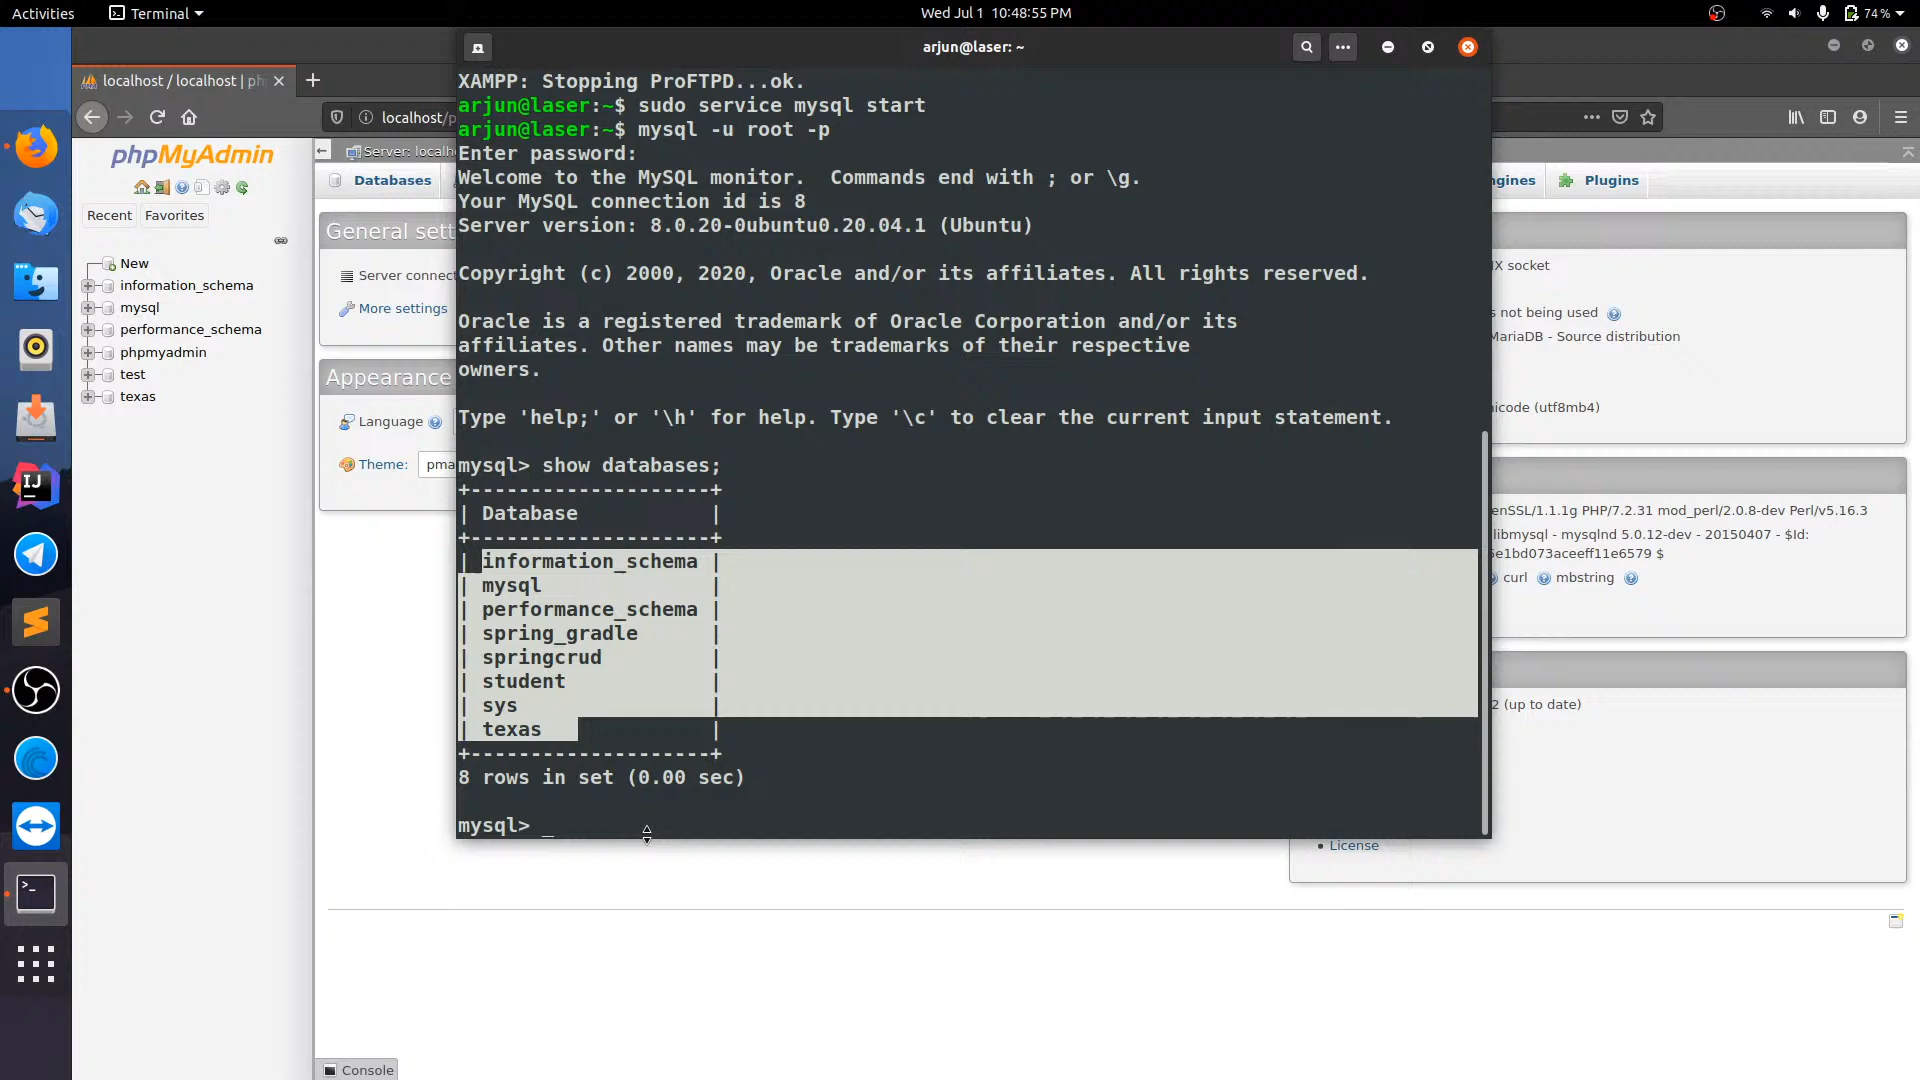 Activities
Terminal
Wed Jul 1 10:48:55 PM
74%
localhost / localhost | ph
localhost/p
arjun@laser: ~
phpMyAdmin
Recent
Favorites
New
information_schema
mysql
performance_schema
phpmyadmin
test
texas
Server: localh
Databases
General sett
Server connect
More settings
Appearance
Language
Theme:
pma
Console
XAMPP: Stopping ProFTPD...ok.
arjun@laser:~$ sudo service mysql start
arjun@laser:~$ mysql -u root -p
Enter password:
Welcome to the MySQL monitor.  Commands end with ; or \g.
Your MySQL connection id is 8
Server version: 8.0.20-0ubuntu0.20.04.1 (Ubuntu)
Copyright (c) 2000, 2020, Oracle and/or its affiliates. All rights reserved.
Oracle is a registered trademark of Oracle Corporation and/or its
affiliates. Other names may be trademarks of their respective
owners.
Type 'help;' or '\h' for help. Type '\c' to clear the current input statement.
mysql> show databases;
+--------------------+
| Database           |
+--------------------+
| information_schema |
| mysql              |
| performance_schema |
| spring_gradle      |
| springcrud         |
| student            |
| sys                |
| texas              |
+--------------------+
8 rows in set (0.00 sec)
mysql> _
ngines
Plugins
IX socket
s not being used
MariaDB - Source distribution
nicode (utf8mb4)
enSSL/1.1.1g PHP/7.2.31 mod_perl/2.0.8-dev Perl/v5.16.3
libmysql - mysqlnd 5.0.12-dev - 20150407 - $Id:
5e1bd073aceeff11e6579 $
curl
mbstring
2 (up to date)
License
IJ